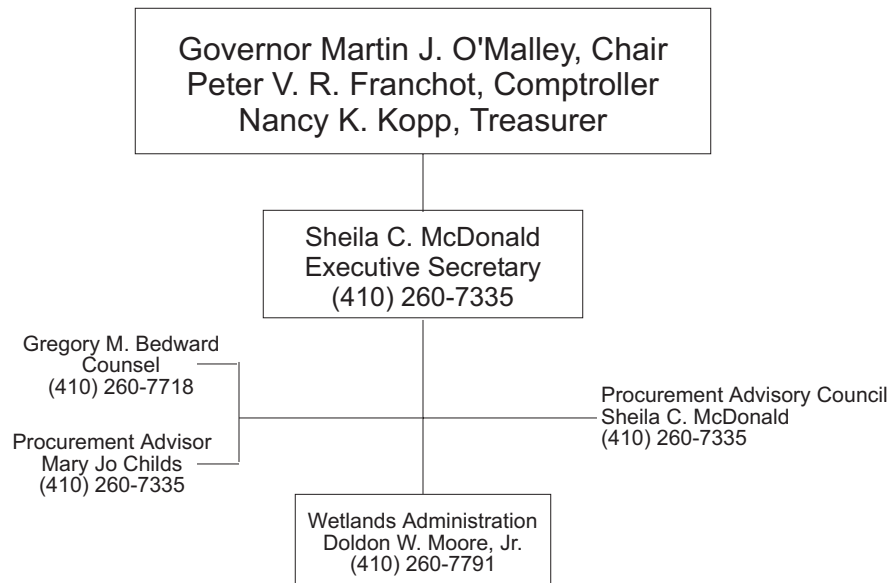 Governor Martin J. O'Malley, Chair
Peter V. R. Franchot, Comptroller
Nancy K. Kopp, Treasurer
Sheila C. McDonald
Executive Secretary
(410) 260-7335
Gregory M. Bedward
Counsel
(410) 260-7718
Procurement Advisor
Mary Jo Childs
(410) 260-7335
Procurement Advisory Council
Sheila C. McDonald
(410) 260-7335
Wetlands Administration
Doldon W. Moore, Jr.
(410) 260-7791